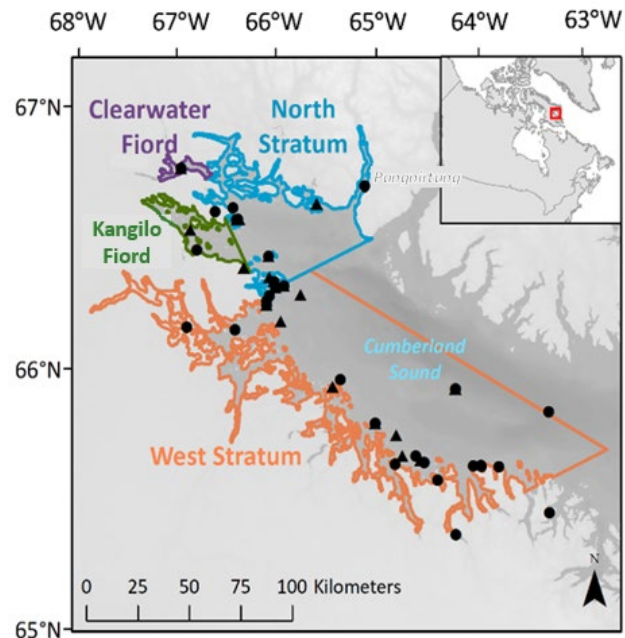 68°W 67°W 66°W 65°W 64°W 63°W
67°N
Clearwater
Fiord
North
Stratum
Pangnirtung
Kangilo
Fiord
66°N
Cumberland
Sound
West Stratum
N
0 25 50 75 100 Kilometers
65°N